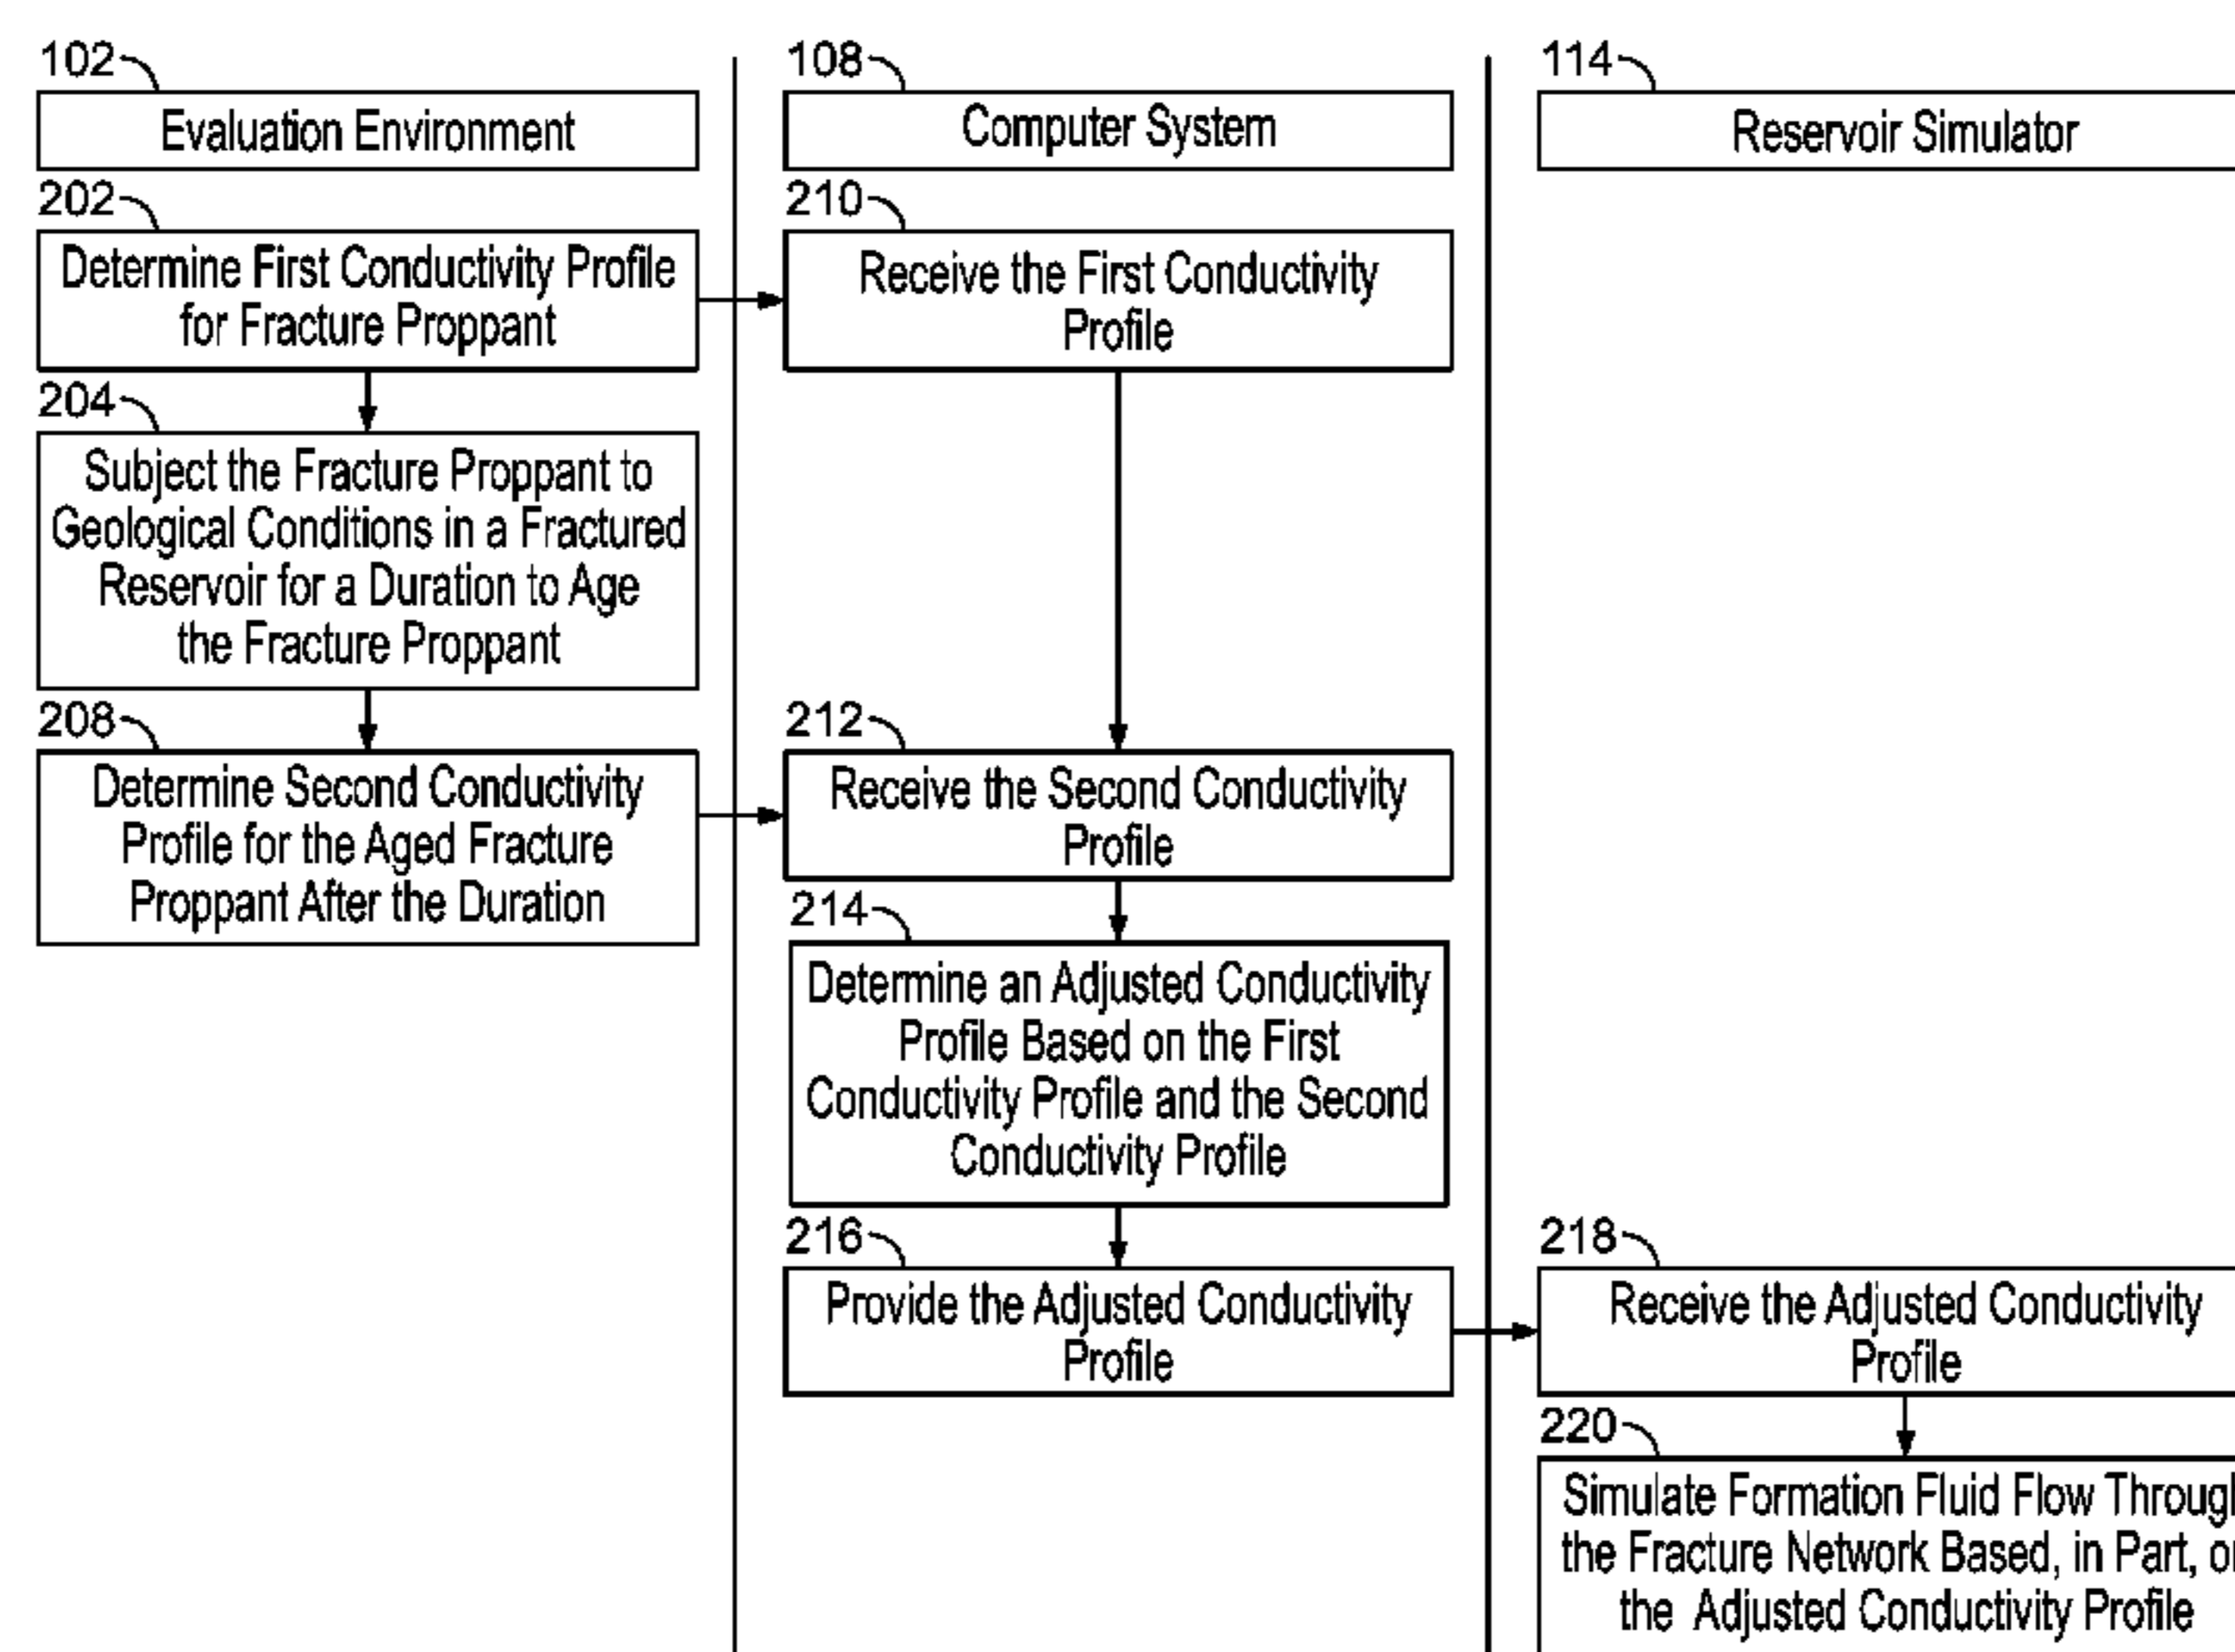 102
Evaluation Environment
202
Determine First Conductivity Profile
for Fracture Proppant
204
Subject the Fracture Proppant to
Geological Conditions in a Fractured
Reservoir for a Duration to Age
the Fracture Proppant
208
Determine Second Conductivity
Profile for the Aged Fracture
Proppant After the Duration
108
Computer System
210
Receive the First Conductivity
Profile
212
Receive the Second Conductivity
Profile
214
Determine an Adjusted Conductivity
Profile Based on the First
Conductivity Profile and the Second
Conductivity Profile
216
Provide the Adjusted Conductivity
Profile
114
Reservoir Simulator
218
Receive the Adjusted Conductivity
Profile
220
Simulate Formation Fluid Flow Through
the Fracture Network Based, in Part, on
the Adjusted Conductivity Profile